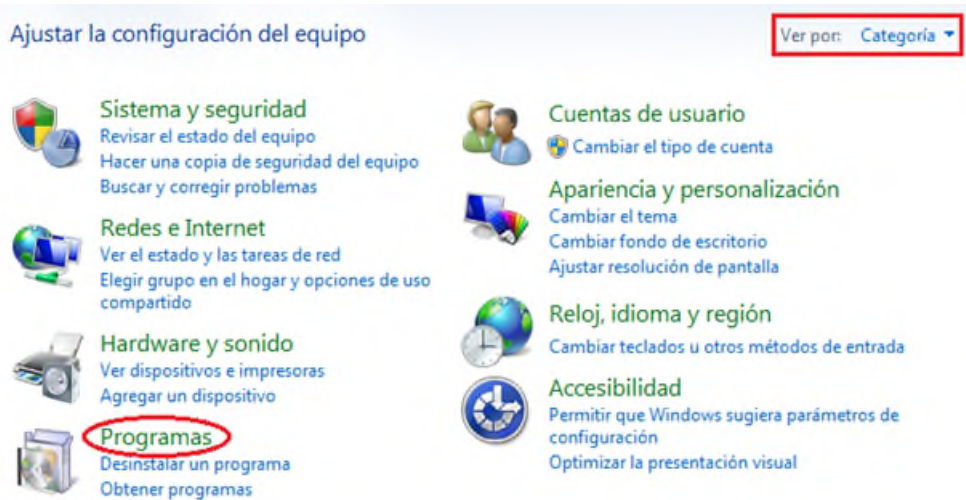 Ajustar la configuración del equipo
Ver por: Categoría
Sistema y seguridad
Revisar el estado del equipo
Hacer una copia de seguridad del equipo
Buscar y corregir problemas
Redes e Internet
Ver el estado y las tareas de red
Elegir grupo en el hogar y opciones de uso
compartido
Hardware y sonido
Ver dispositivos e impresoras
Agregar un dispositivo
Programas
Desinstalar un programa
Obtener programas
Cuentas de usuario
Cambiar el tipo de cuenta
Apariencia y personalización
Cambiar el tema
Cambiar fondo de escritorio
Ajustar resolución de pantalla
Reloj, idioma y región
Cambiar teclados u otros métodos de entrada
Accesibilidad
Permitir que Windows sugiera parámetros de
configuración
Optimizar la presentación visual